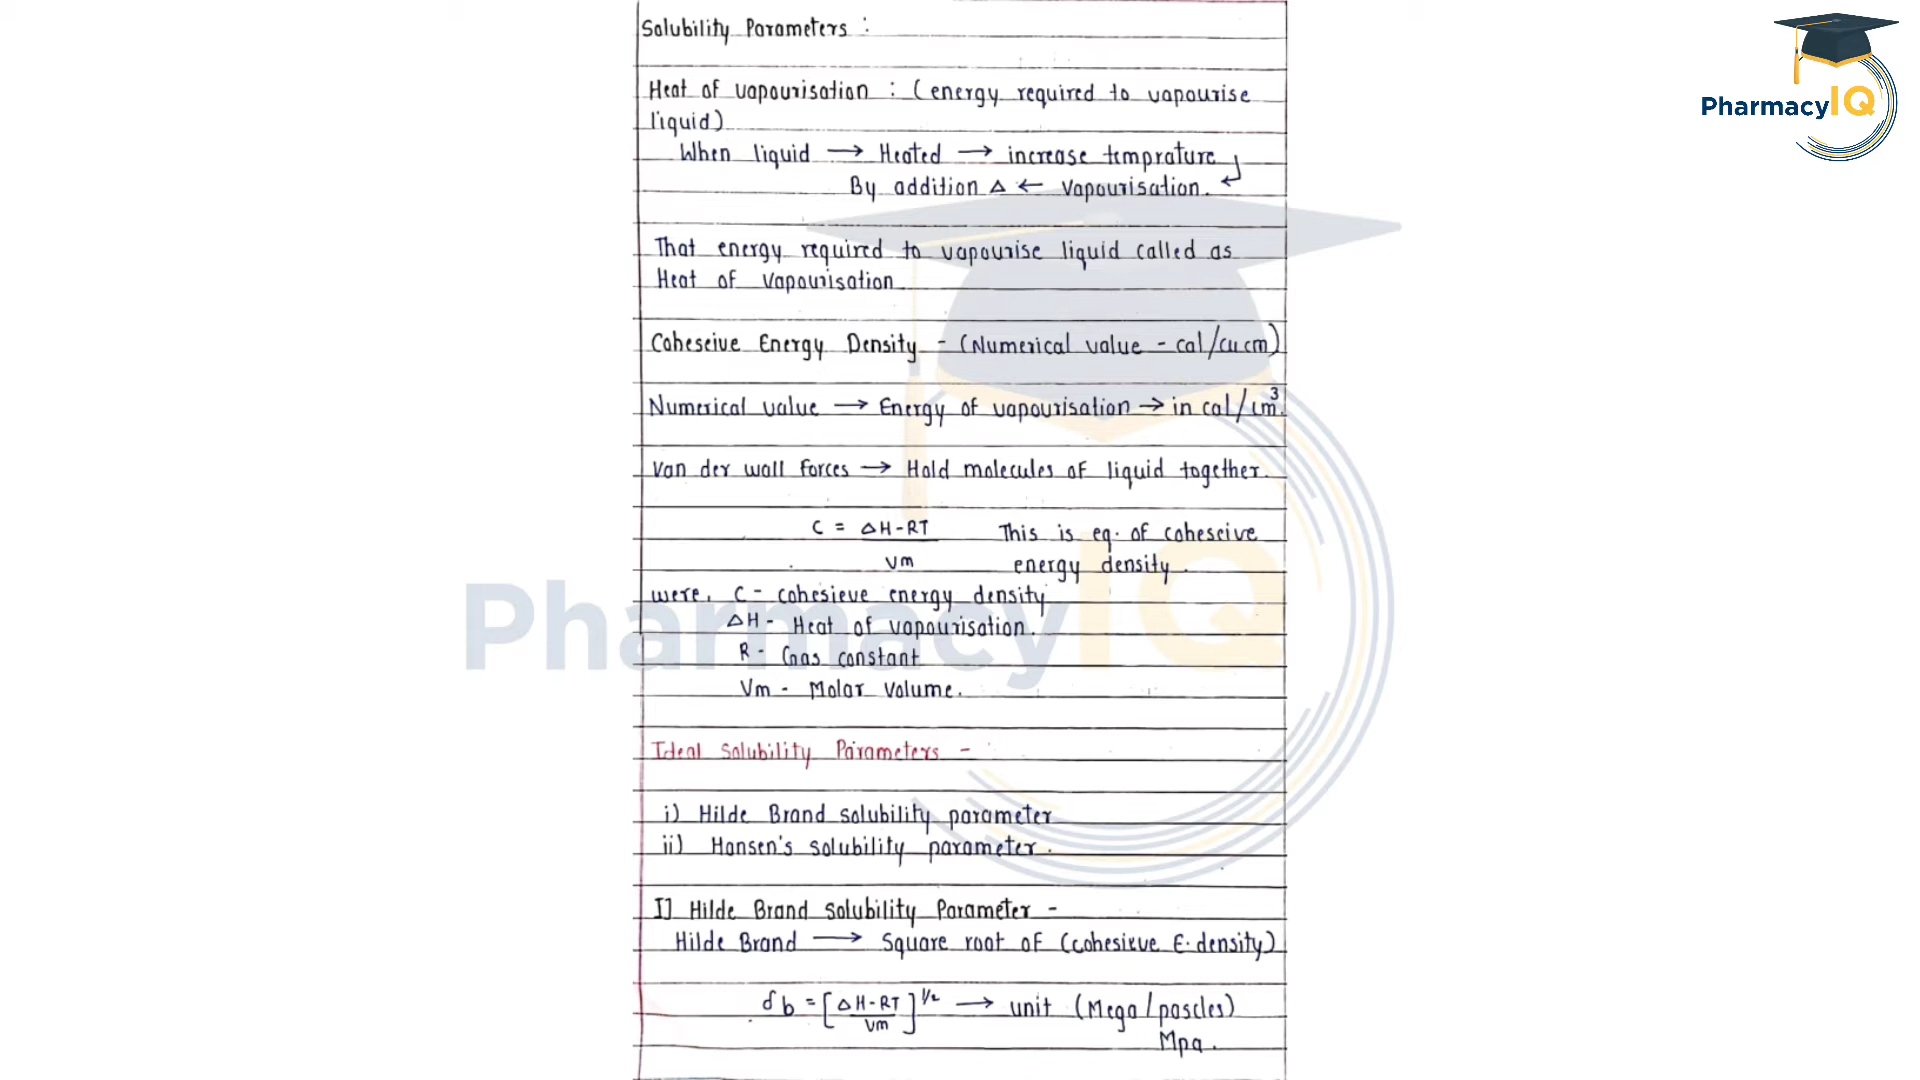 Solubility Parameters :
Heat of vapourisation : (energy required to vapourise
liquid)
When liquid → Heated → increase temprature
By addition Δ ← vapourisation.
That energy required to vapourise liquid called as
Heat of vapourisation.
Coheseive Energy Density - (Numerical value - cal/cu cm)
Numerical value → Energy of vapourisation → in cal/cm³.
Van der wall forces → Hold molecules of liquid together.
C = ΔH-RT This is eq. of coheseive
Vm energy density.
were, C - cohesieve energy density
ΔH - Heat of vapourisation.
R - Gas constant
Vm - Molar volume.
Ideal Solubility Parameters -
i) Hilde Brand solubility parameter
ii) Hansen's solubility parameter.
I] Hilde Brand Solubility Parameter -
Hilde Brand → Square root of (cohesieve E. density)
δb = [ΔH-RT/Vm]^1/2 → unit (Mega/pascles)
Mpa.
PharmacyIQ
PharmacyIQ